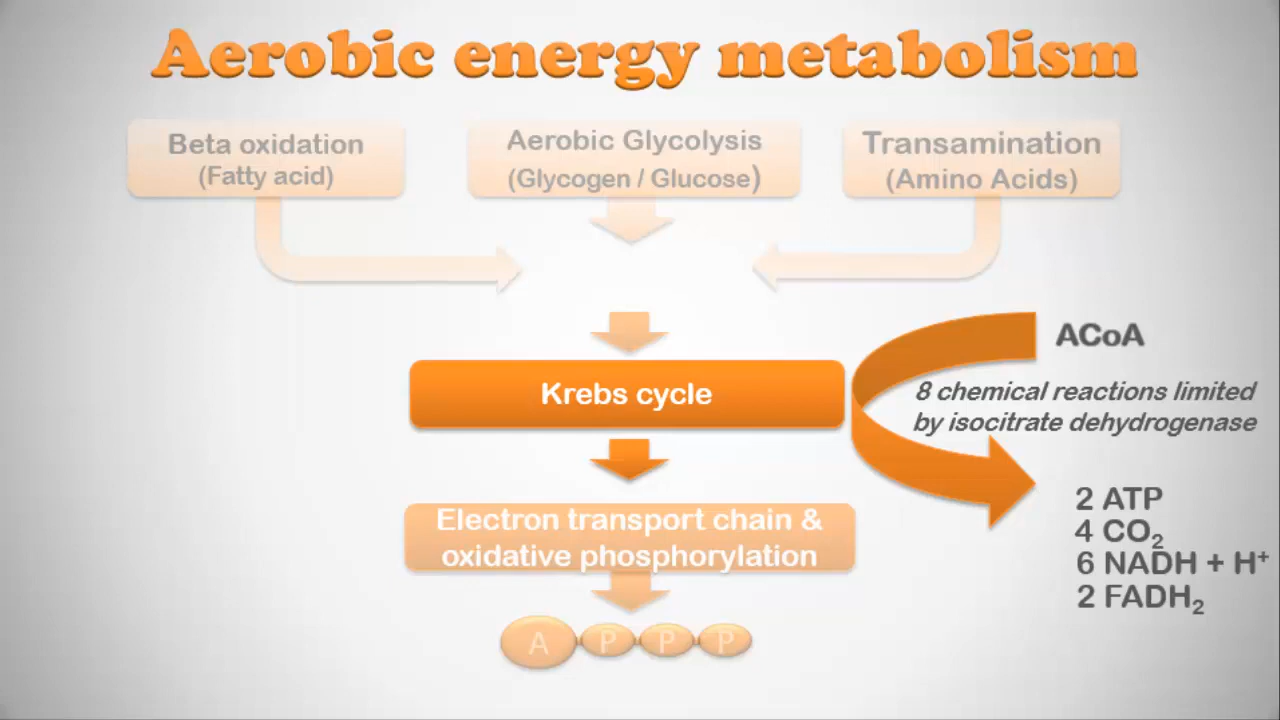 Aerobic energy metabolism
Beta oxidation
(Fatty acid)
Aerobic Glycolysis
(Glycogen / Glucose)
Transamination
(Amino Acids)
Krebs cycle
ACoA
8 chemical reactions limited
by isocitrate dehydrogenase
2 ATP
4 CO₂
6 NADH + H⁺
2 FADH₂
Electron transport chain &
oxidative phosphorylation
A P P P